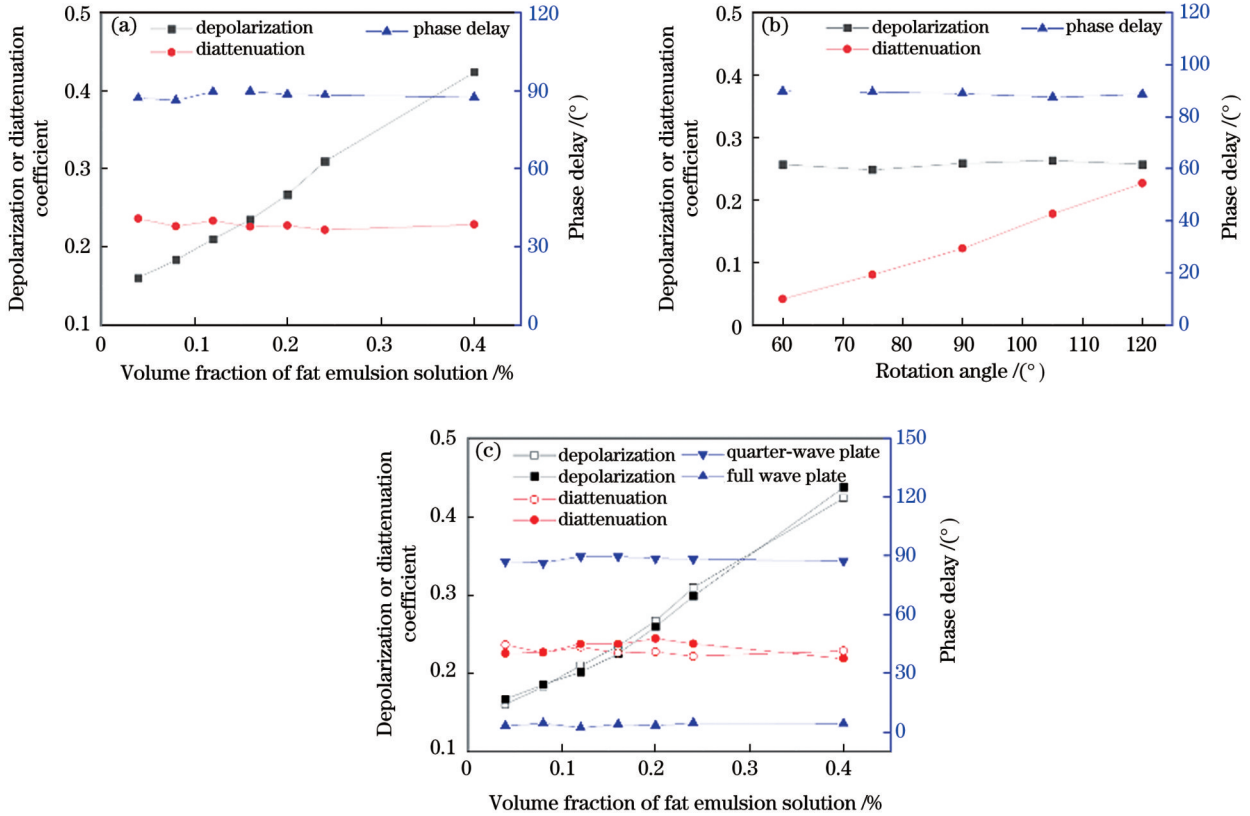 (a)
depolarization
diattenuation
phase delay
0.5
0.4
0.3
0.2
0.1
Depolarization or diattenuation
coefficient
120
90
60
30
0
Phase delay /(°)
0 0.1 0.2 0.3 0.4
Volume fraction of fat emulsion solution /%
(b)
depolarization
diattenuation
phase delay
0.5
0.4
0.3
0.2
0.1
0
Depolarization or diattenuation
coefficient
120
100
80
60
40
20
0
Phase delay /(°)
60 70 80 90 100 110 120
Rotation angle /(°)
(c)
depolarization
depolarization
diattenuation
diattenuation
quarter-wave plate
full wave plate
0.5
0.4
0.3
0.2
0.1
Depolarization or diattenuation
coefficient
150
120
90
60
30
0
Phase delay /(°)
0 0.1 0.2 0.3 0.4
Volume fraction of fat emulsion solution /%